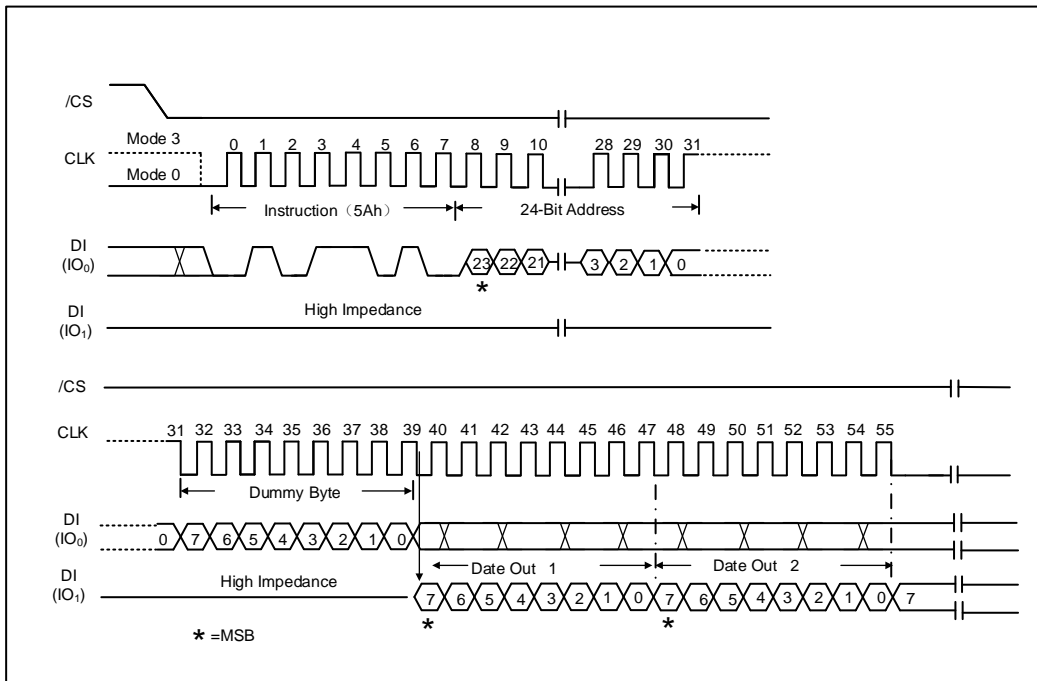 /CS
Mode 3
0 1 2 3 4 5 6 7 8 9 10 28 29 30 31
CLK
Mode 0
Instruction（5Ah） 24-Bit Address
DI
(IO0)
23 22 21 3 2 1 0
*
High Impedance
DI
(IO1)
/CS
31 32 33 34 35 36 37 38 39 40 41 42 43 44 45 46 47 48 49 50 51 52 53 54 55
CLK
Dummy Byte
DI
(IO0)
0 7 6 5 4 3 2 1 0
Date Out 1 Date Out 2
DI
(IO1)
High Impedance
7 6 5 4 3 2 1 0 7 6 5 4 3 2 1 0 7
* *
* =MSB